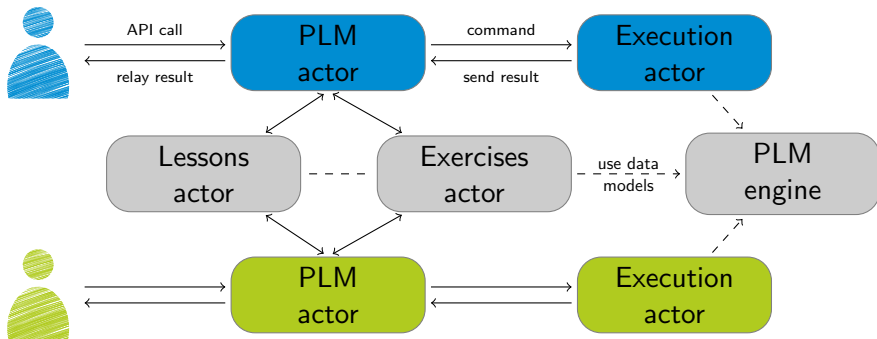 API call
relay result
PLM
actor
command
send result
Execution
actor
Lessons
actor
Exercises
actor
use data
models
PLM
engine
PLM
actor
Execution
actor